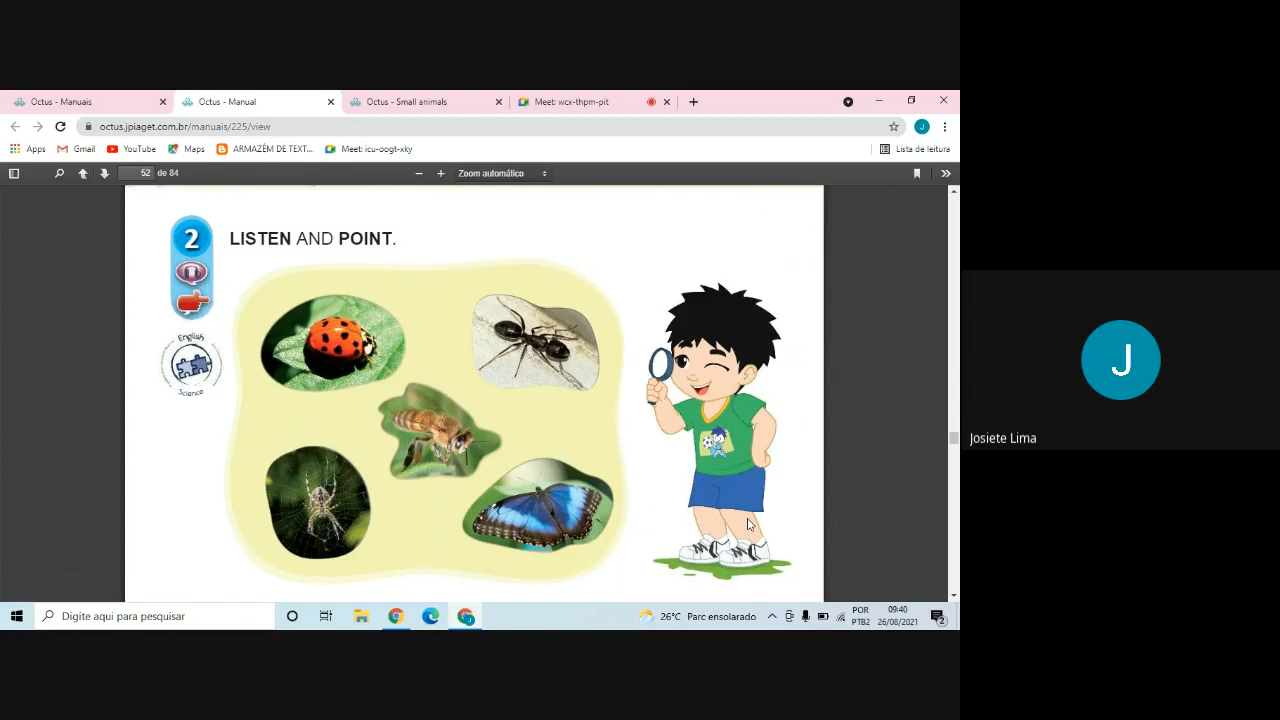 Octus - Manuais
Octus - Manual
Octus - Small animals
Meet: wcx-thpm-pit
octus.jpiaget.com.br/manuais/225/view
J
Apps
Gmail
YouTube
Maps
ARMAZÉM DE TEXT...
Meet: icu-oogt-xky
Lista de leitura
52 de 84
Zoom automático
2
LISTEN AND POINT.
English
Science
J
Josiete Lima
Digite aqui para pesquisar
26°C Parc ensolarado
POR
PTB2
09:40
26/08/2021
2